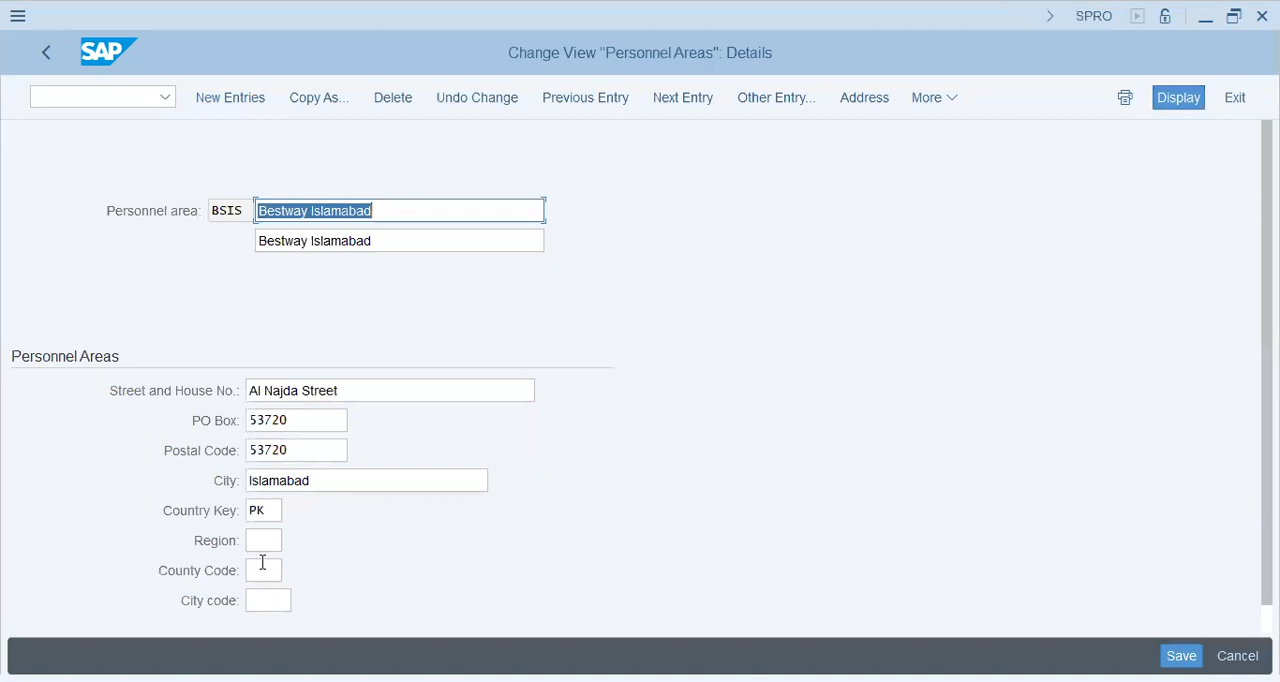 SPRO
SAP Change View "Personnel Areas": Details
New Entries Copy As... Delete Undo Change Previous Entry Next Entry Other Entry... Address More Display Exit
Personnel area: BSIS Bestway Islamabad
Bestway Islamabad
Personnel Areas
Street and House No.: Al Najda Street
PO Box: 53720
Postal Code: 53720
City: Islamabad
Country Key: PK
Region:
County Code:
City code:
Save Cancel